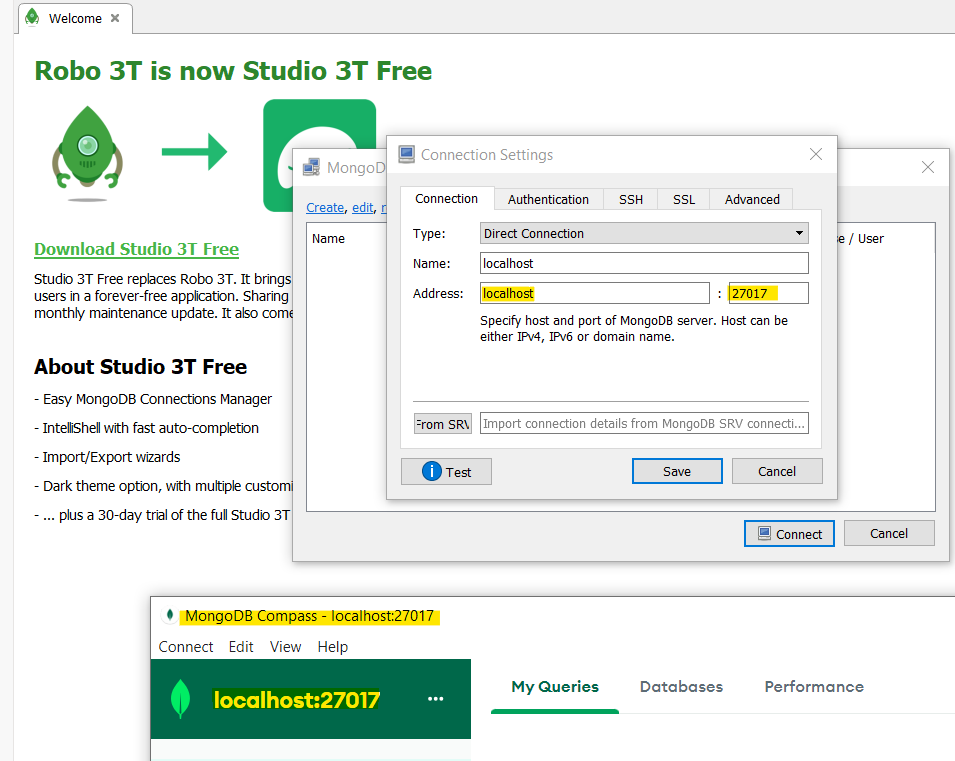 Welcome
Robo 3T is now Studio 3T Free
Download Studio 3T Free
Studio 3T Free replaces Robo 3T. It brings
users in a forever-free application. Sharing
monthly maintenance update. It also come
About Studio 3T Free
- Easy MongoDB Connections Manager
- IntelliShell with fast auto-completion
- Import/Export wizards
- Dark theme option, with multiple customi
- ... plus a 30-day trial of the full Studio 3T
MongoD
Create, edit, r
Name
e / User
Connection Settings
Connection Authentication SSH SSL Advanced
Type: Direct Connection
Name: localhost
Address: localhost : 27017
Specify host and port of MongoDB server. Host can be
either IPv4, IPv6 or domain name.
From SRV Import connection details from MongoDB SRV connecti...
Test Save Cancel
Connect Cancel
MongoDB Compass - localhost:27017
Connect Edit View Help
localhost:27017 ...
My Queries Databases Performance